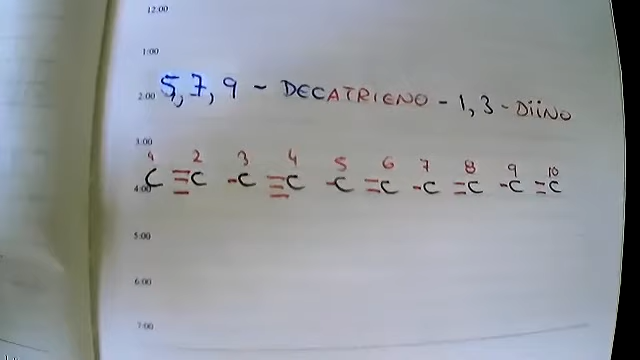 12:00
1:00
2:00 5,7,9 - DECATRIENO - 1,3 - DiiNO
3:00
1 2 3 4 5 6 7 8 9 10
4:00 C ≡ C - C ≡ C - C = C - C = C - C = C
5:00
6:00
7:00